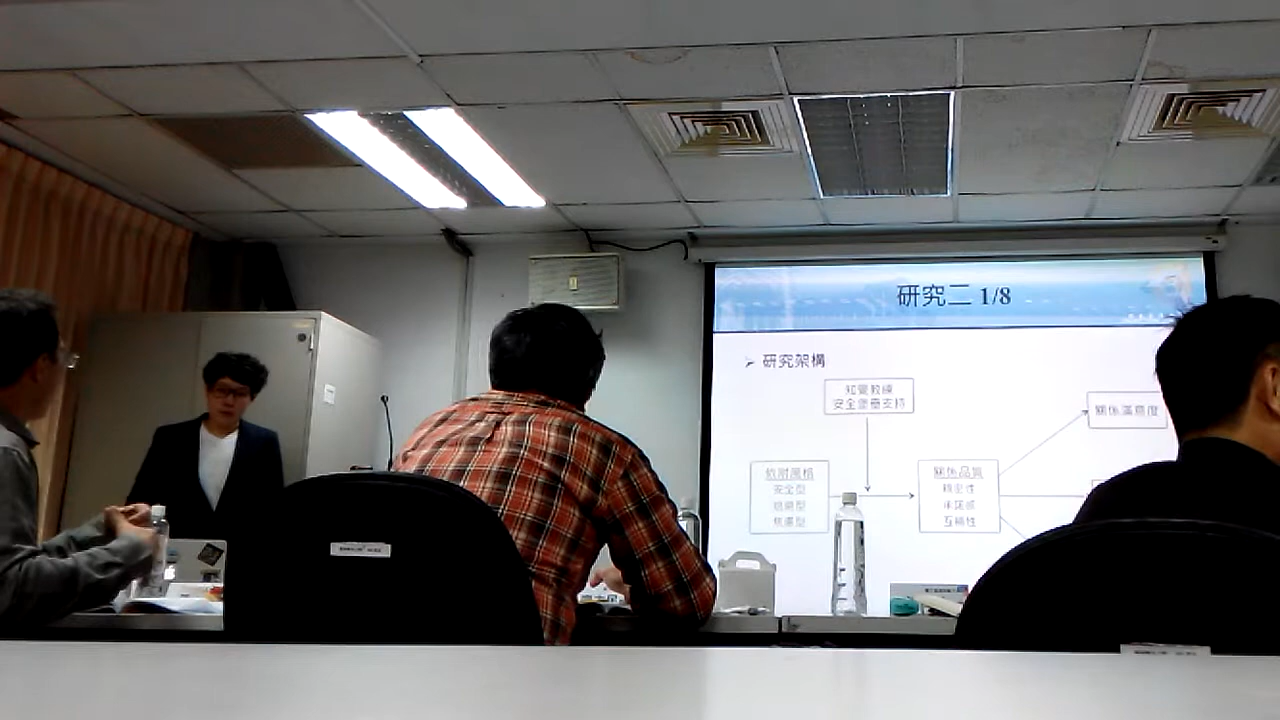 研究二 1/8
➢ 研究架構
知覺教練
安全堡壘支持
關係滿意度
依附風格
安全型
逃避型
焦慮型
關係品質
親密性
承諾感
互補性